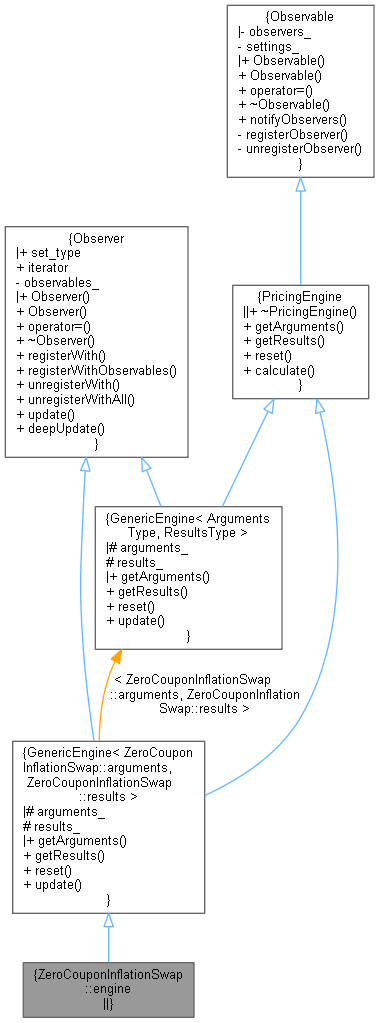 {Observable
|- observers_
- settings_
|+ Observable()
+ Observable()
+ operator=()
+ ~Observable()
+ notifyObservers()
- registerObserver()
- unregisterObserver()
}
{Observer
|+ set_type
+ iterator
- observables_
|+ Observer()
+ Observer()
+ operator=()
+ ~Observer()
+ registerWith()
+ registerWithObservables()
+ unregisterWith()
+ unregisterWithAll()
+ update()
+ deepUpdate()
}
{PricingEngine
||+ ~PricingEngine()
+ getArguments()
+ getResults()
+ reset()
+ calculate()
}
{GenericEngine< Arguments
Type, ResultsType >
|# arguments_
# results_
|+ getArguments()
+ getResults()
+ reset()
+ update()
}
< ZeroCouponInflationSwap
::arguments, ZeroCouponInflation
Swap::results >
{GenericEngine< ZeroCoupon
InflationSwap::arguments,
ZeroCouponInflationSwap
::results >
|# arguments_
# results_
|+ getArguments()
+ getResults()
+ reset()
+ update()
}
{ZeroCouponInflationSwap
::engine
||}